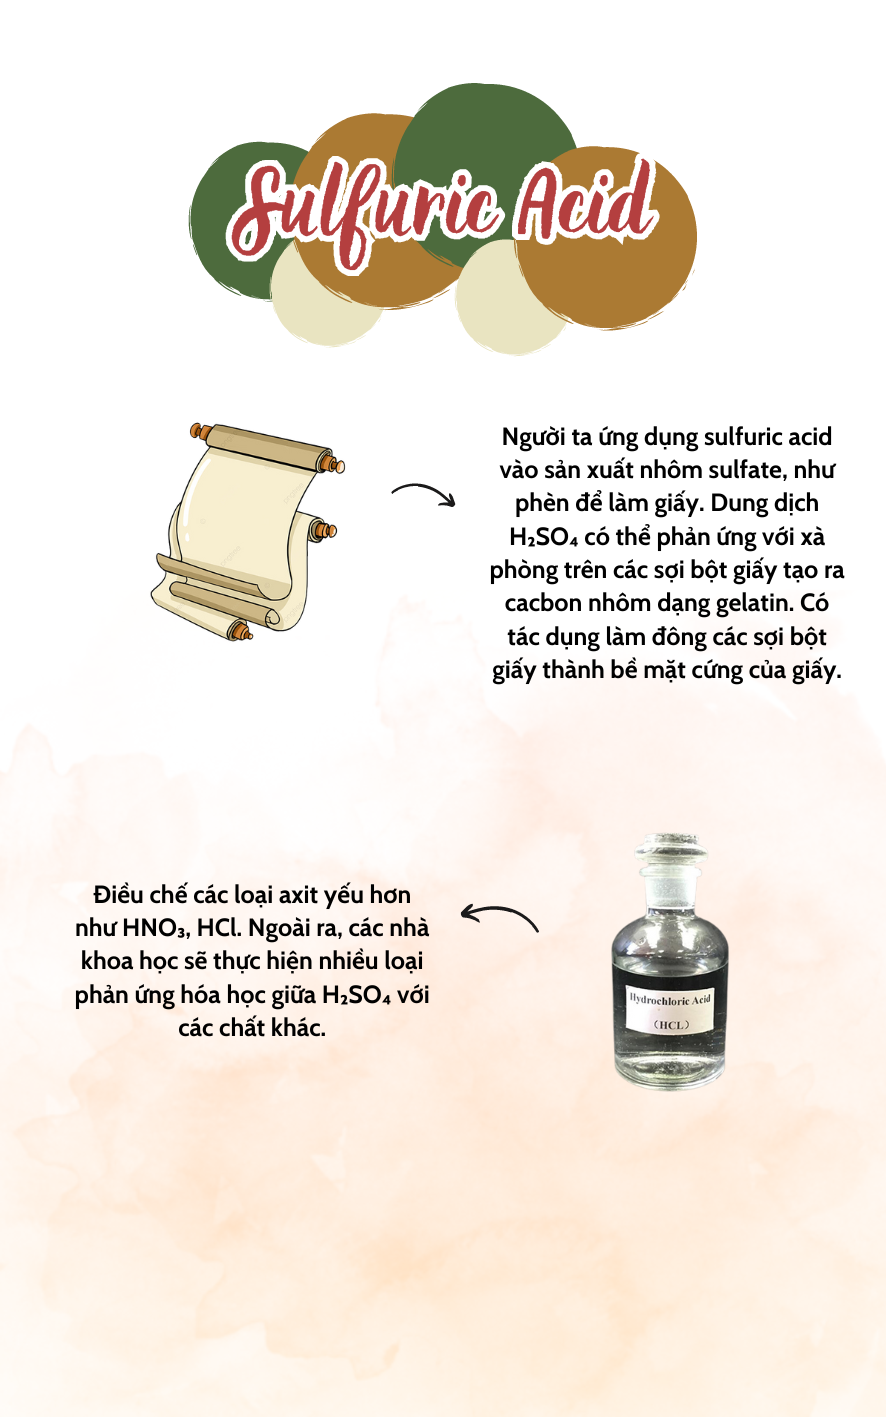 Sulfuric Acid
Người ta ứng dụng sulfuric acid
vào sản xuất nhôm sulfate, như
phèn để làm giấy. Dung dịch
H₂SO₄ có thể phản ứng với xà
phòng trên các sợi bột giấy tạo ra
cacbon nhôm dạng gelatin. Có
tác dụng làm đông các sợi bột
giấy thành bề mặt cứng của giấy.
Điều chế các loại axit yếu hơn
như HNO₃, HCl. Ngoài ra, các nhà
khoa học sẽ thực hiện nhiều loại
phản ứng hóa học giữa H₂SO₄ với
các chất khác.
Hydrochloric Acid
(HCL)